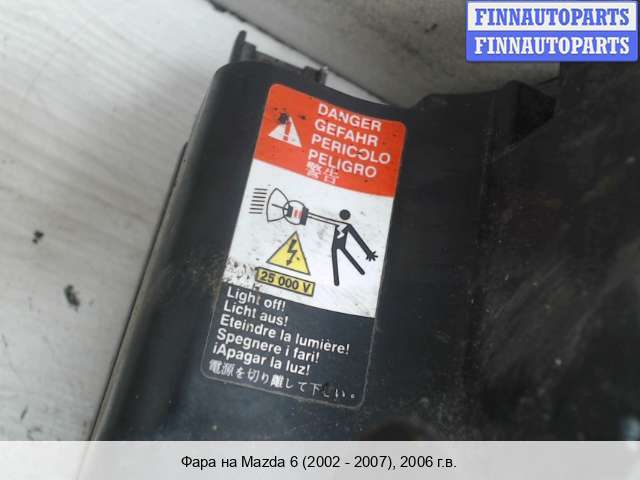 FINNAUTOPARTS
FINNAUTOPARTS
DANGER
GEFAHR
PERICOLO
PELIGRO
警告
25 000 V
Light off!
Licht aus!
Eteindre la lumière!
Spegnere i fari!
¡Apagar la luz!
電源を切り離して下さい。
Фара на Mazda 6 (2002 - 2007), 2006 г.в.